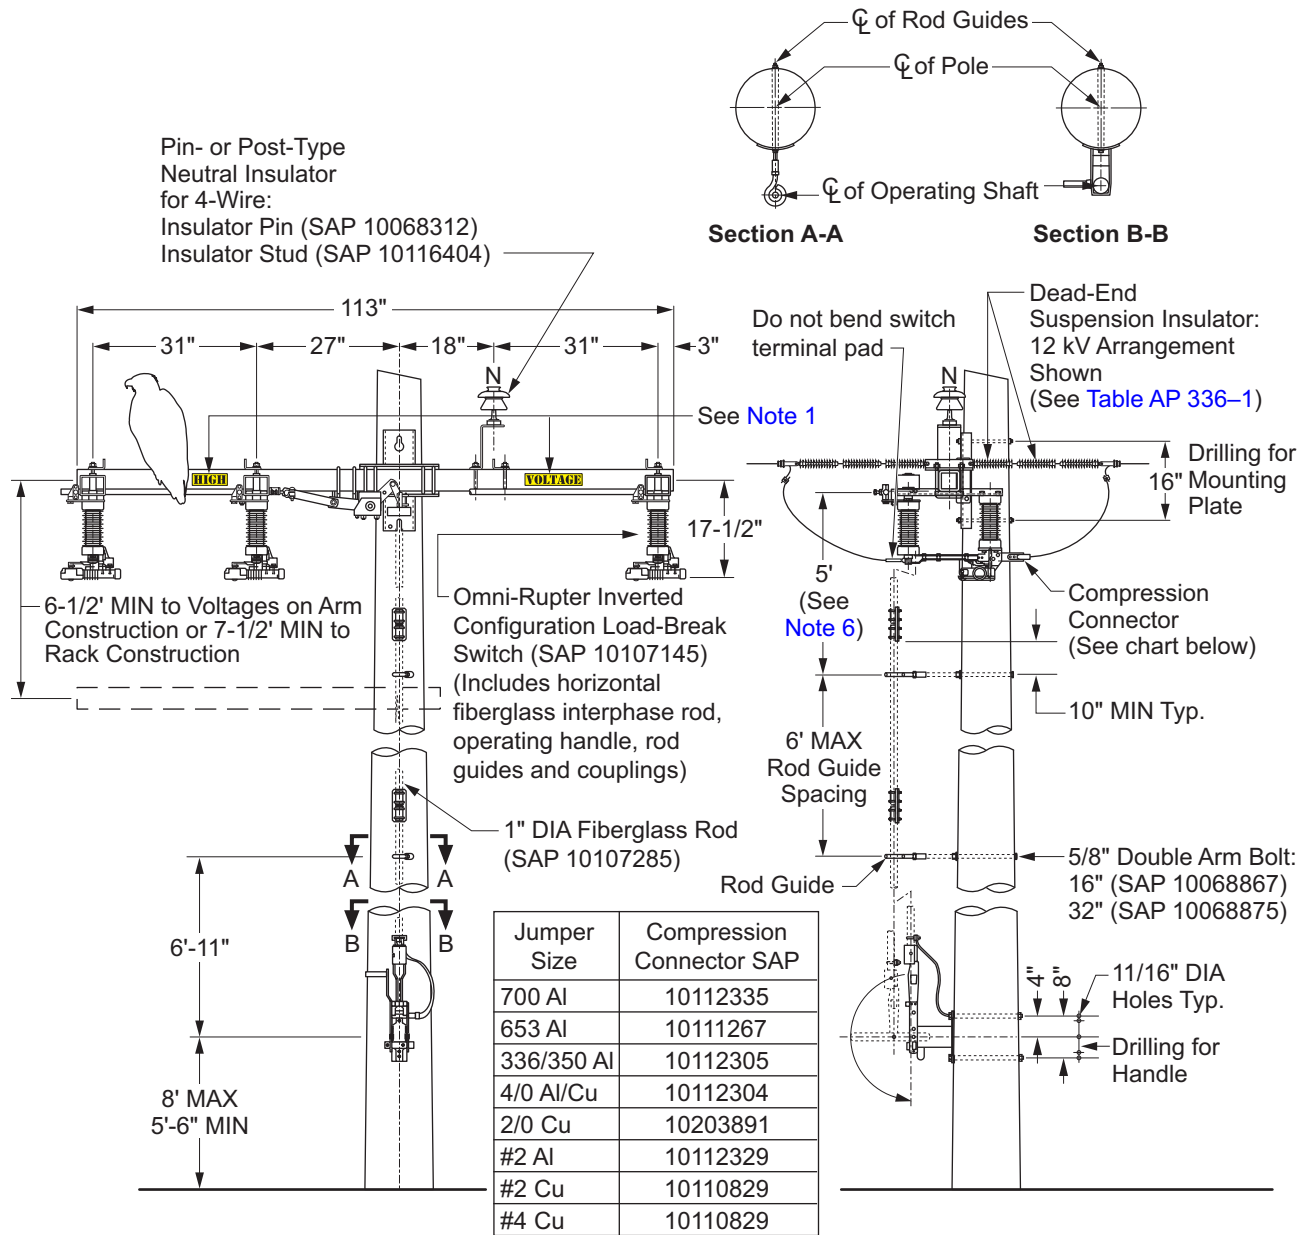 ℄ of Rod Guides
℄ of Pole
℄ of Operating Shaft
Section A-A
Section B-B
Pin- or Post-Type
Neutral Insulator
for 4-Wire:
Insulator Pin (SAP 10068312)
Insulator Stud (SAP 10116404)
113"
31"
27"
18"
31"
3"
N
See Note 1
HIGH
VOLTAGE
17-1/2"
6-1/2' MIN to Voltages on Arm
Construction or 7-1/2' MIN to
Rack Construction
Omni-Rupter Inverted
Configuration Load-Break
Switch (SAP 10107145)
(Includes horizontal
fiberglass interphase rod,
operating handle, rod
guides and couplings)
1" DIA Fiberglass Rod
(SAP 10107285)
A
A
B
B
6'-11"
8' MAX
5'-6" MIN
Do not bend switch
terminal pad
N
Dead-End
Suspension Insulator:
12 kV Arrangement
Shown
(See Table AP 336–1)
Drilling for
16" Mounting
Plate
5'
(See
Note 6)
Compression
Connector
(See chart below)
10" MIN Typ.
6' MAX
Rod Guide
Spacing
Rod Guide
5/8" Double Arm Bolt:
16" (SAP 10068867)
32" (SAP 10068875)
4"
8"
11/16" DIA
Holes Typ.
Drilling for
Handle
Jumper Size Compression Connector SAP
700 Al 10112335
653 Al 10111267
336/350 Al 10112305
4/0 Al/Cu 10112304
2/0 Cu 10203891
#2 Al 10112329
#2 Cu 10110829
#4 Cu 10110829